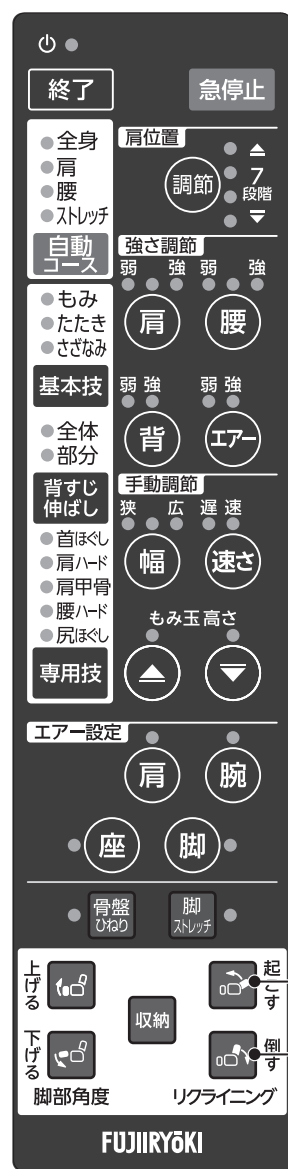 終了 急停止
全身
肩
腰
ストレッチ
自動
コース
肩位置
調節
7
段階
強さ調節
弱 強 弱 強
肩 腰
もみ
たたき
さざなみ
基本技
弱 強 弱 強
背 エアー
全体
部分
背すじ
伸ばし
手動調節
狭 広 遅 速
幅 速さ
首ほぐし
肩ハード
肩甲骨
腰ハード
尻ほぐし
専用技
もみ玉高さ
エアー設定
肩 腕
座 脚
骨盤
ひねり
脚
ストレッチ
上げる
下げる
脚部角度
収納
起こす
倒す
リクライニング
FUJIIRYōKI